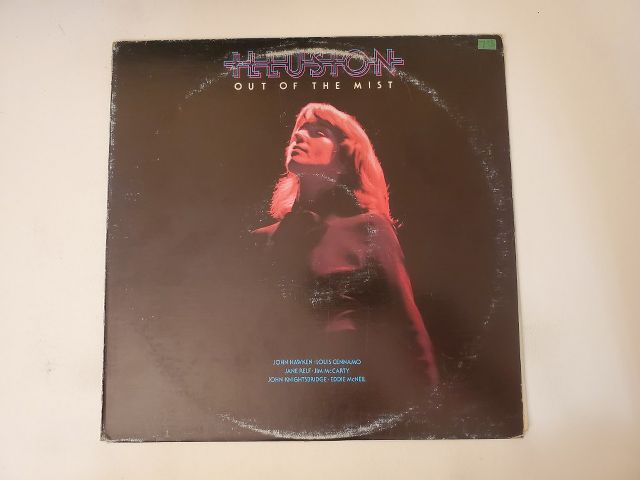 ILLUSION
OUT OF THE MIST
JOHN HAWKEN · LOUIS CENNAMO
JANE RELF · JIM McCARTY
JOHN KNIGHTSBRIDGE · EDDIE McNEIL